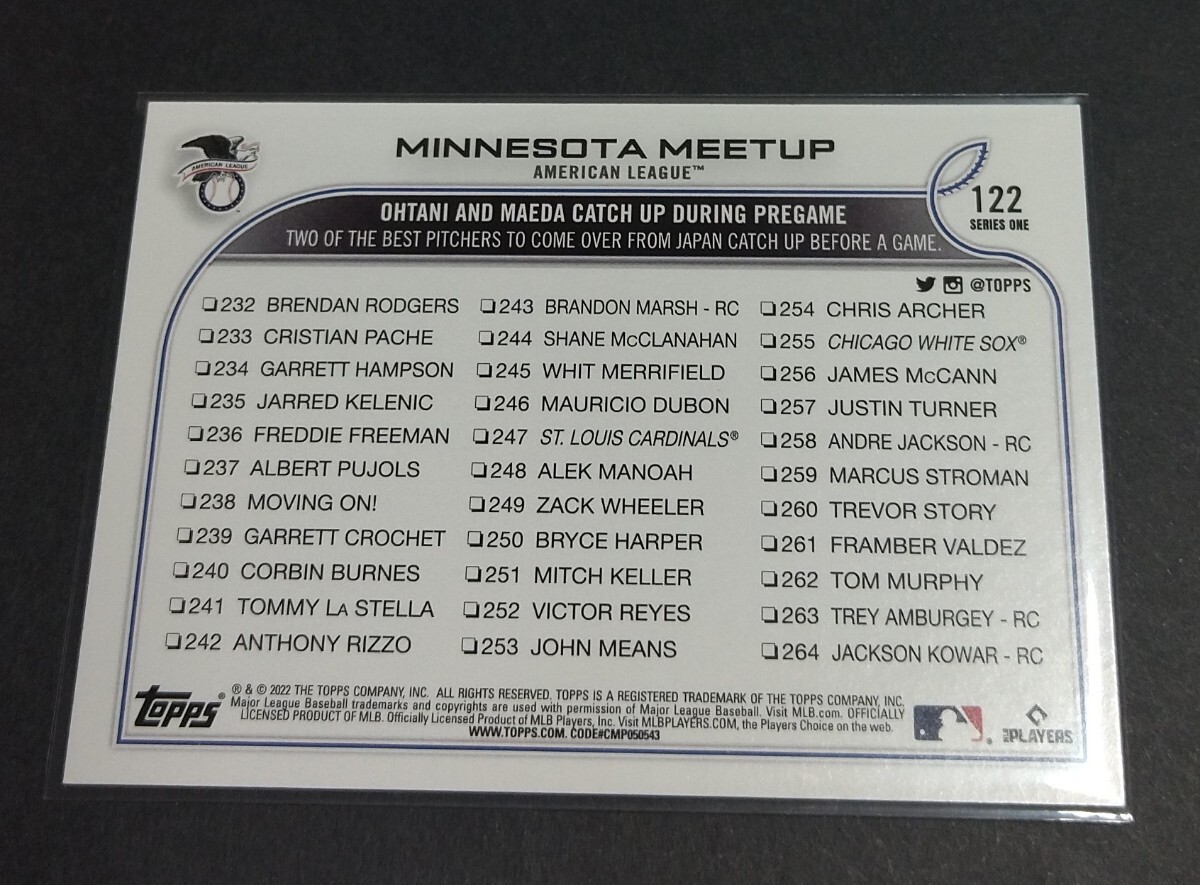 AMERICAN LEAGUE
MINNESOTA MEETUP
AMERICAN LEAGUE™
122
SERIES ONE
OHTANI AND MAEDA CATCH UP DURING PREGAME
TWO OF THE BEST PITCHERS TO COME OVER FROM JAPAN CATCH UP BEFORE A GAME.
@TOPPS
❏232 BRENDAN RODGERS
❏233 CRISTIAN PACHE
❏234 GARRETT HAMPSON
❏235 JARRED KELENIC
❏236 FREDDIE FREEMAN
❏237 ALBERT PUJOLS
❏238 MOVING ON!
❏239 GARRETT CROCHET
❏240 CORBIN BURNES
❏241 TOMMY LA STELLA
❏242 ANTHONY RIZZO
❏243 BRANDON MARSH - RC
❏244 SHANE McCLANAHAN
❏245 WHIT MERRIFIELD
❏246 MAURICIO DUBON
❏247 ST. LOUIS CARDINALS®
❏248 ALEK MANOAH
❏249 ZACK WHEELER
❏250 BRYCE HARPER
❏251 MITCH KELLER
❏252 VICTOR REYES
❏253 JOHN MEANS
❏254 CHRIS ARCHER
❏255 CHICAGO WHITE SOX®
❏256 JAMES McCANN
❏257 JUSTIN TURNER
❏258 ANDRE JACKSON - RC
❏259 MARCUS STROMAN
❏260 TREVOR STORY
❏261 FRAMBER VALDEZ
❏262 TOM MURPHY
❏263 TREY AMBURGEY - RC
❏264 JACKSON KOWAR - RC
Topps®
® & © 2022 THE TOPPS COMPANY, INC. ALL RIGHTS RESERVED. TOPPS IS A REGISTERED TRADEMARK OF THE TOPPS COMPANY, INC.
Major League Baseball trademarks and copyrights are used with permission of Major League Baseball. Visit MLB.com. OFFICIALLY
LICENSED PRODUCT OF MLB. Officially Licensed Product of MLB Players, Inc. Visit MLBPLAYERS.COM, the Players Choice on the web.
WWW.TOPPS.COM. CODE#CMP050543
MLB PLAYERS